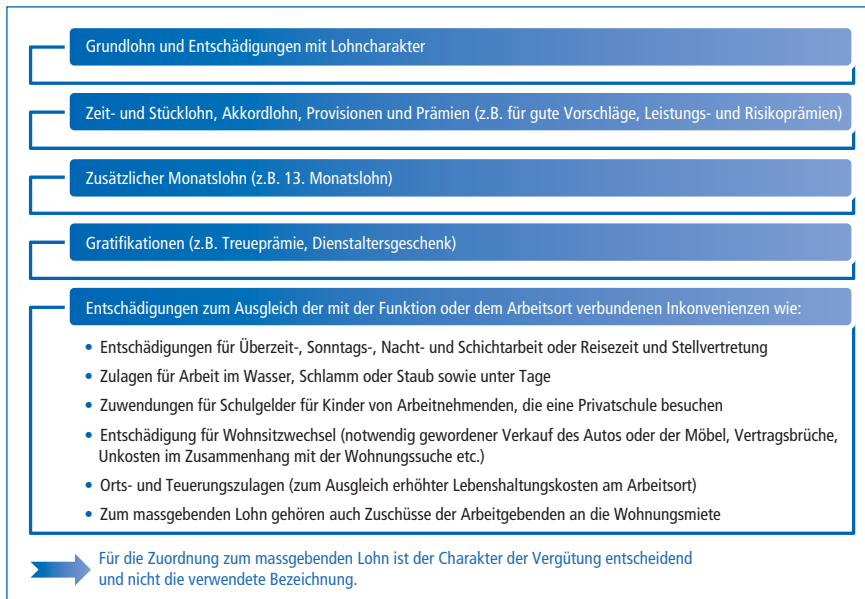 Grundlohn und Entschädigungen mit Lohncharakter
Zeit- und Stücklohn, Akkordlohn, Provisionen und Prämien (z.B. für gute Vorschläge, Leistungs- und Risikoprämien)
Zusätzlicher Monatslohn (z.B. 13. Monatslohn)
Gratifikationen (z.B. Treueprämie, Dienstaltersgeschenk)
Entschädigungen zum Ausgleich der mit der Funktion oder dem Arbeitsort verbundenen Inkonvenienzen wie:
• Entschädigungen für Überzeit-, Sonntags-, Nacht- und Schichtarbeit oder Reisezeit und Stellvertretung
• Zulagen für Arbeit im Wasser, Schlamm oder Staub sowie unter Tage
• Zuwendungen für Schulgelder für Kinder von Arbeitnehmenden, die eine Privatschule besuchen
• Entschädigung für Wohnsitzwechsel (notwendig gewordener Verkauf des Autos oder der Möbel, Vertragsbrüche,
Unkosten im Zusammenhang mit der Wohnungssuche etc.)
• Orts- und Teuerungszulagen (zum Ausgleich erhöhter Lebenshaltungskosten am Arbeitsort)
• Zum massgebenden Lohn gehören auch Zuschüsse der Arbeitgebenden an die Wohnungsmiete
Für die Zuordnung zum massgebenden Lohn ist der Charakter der Vergütung entscheidend
und nicht die verwendete Bezeichnung.